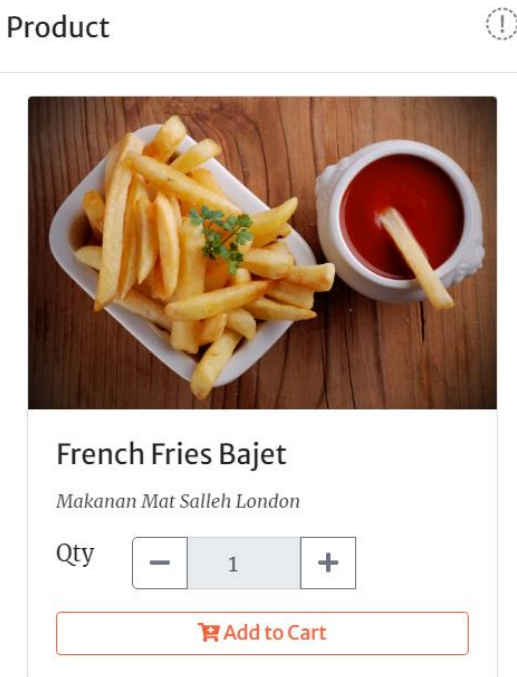 Product
French Fries Bajet
Makanan Mat Salleh London
Qty
1
Add to Cart